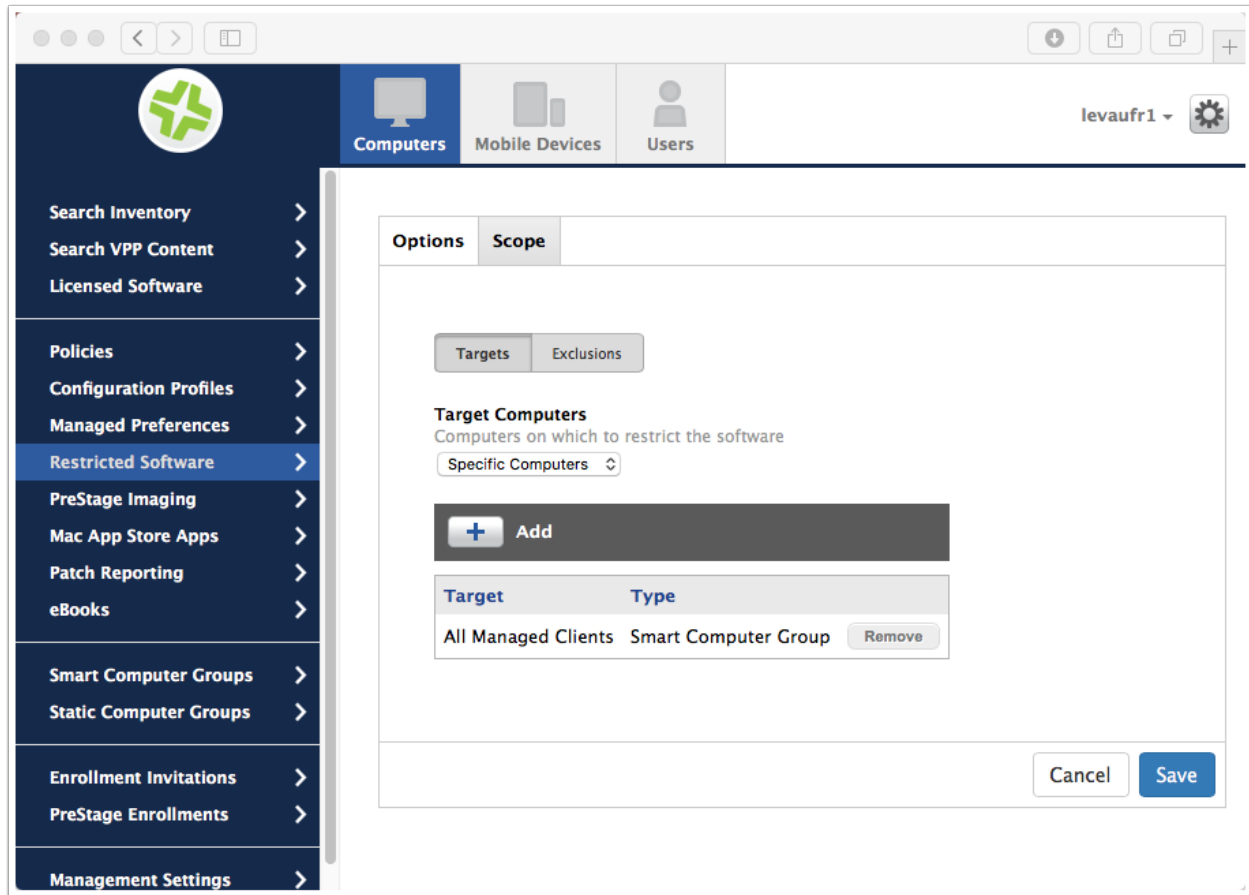 levaufr1
Computers
Mobile Devices
Users
Search Inventory
Search VPP Content
Licensed Software
Policies
Configuration Profiles
Managed Preferences
Restricted Software
PreStage Imaging
Mac App Store Apps
Patch Reporting
eBooks
Smart Computer Groups
Static Computer Groups
Enrollment Invitations
PreStage Enrollments
Management Settings
Options Scope
Targets Exclusions
Target Computers
Computers on which to restrict the software
Specific Computers
+ Add
Target Type
All Managed Clients Smart Computer Group Remove
Cancel Save